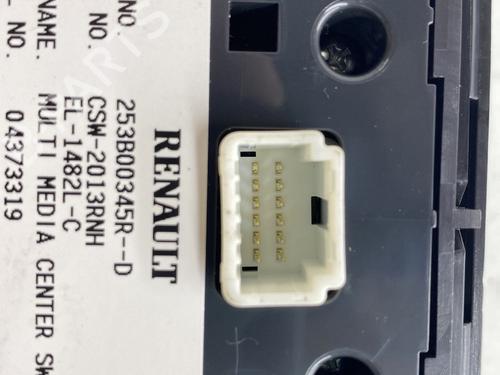 RENAULT
NO. 253B00345R--D
NO. CSW-2013RNH
EL-1482L-C
NAME. MULTI MEDIA CENTER SW
L NO. 04373319